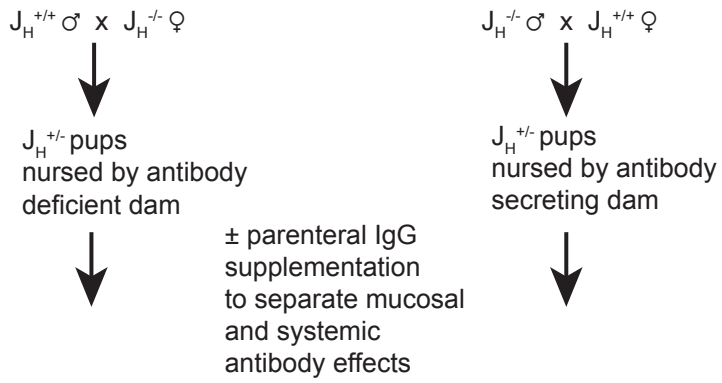 J_H^+/+ ♂ x J_H^-/- ♀
J_H^+/- pups
nursed by antibody
deficient dam
J_H^-/- ♂ x J_H^+/+ ♀
J_H^+/- pups
nursed by antibody
secreting dam
± parenteral IgG
supplementation
to separate mucosal
and systemic
antibody effects